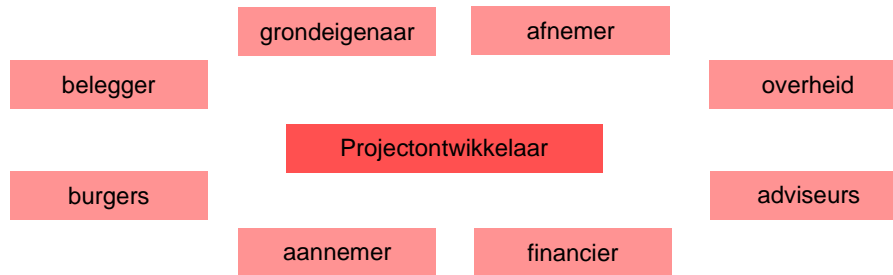 grondeigenaar
afnemer
belegger
overheid
Projectontwikkelaar
burgers
adviseurs
aannemer
financier